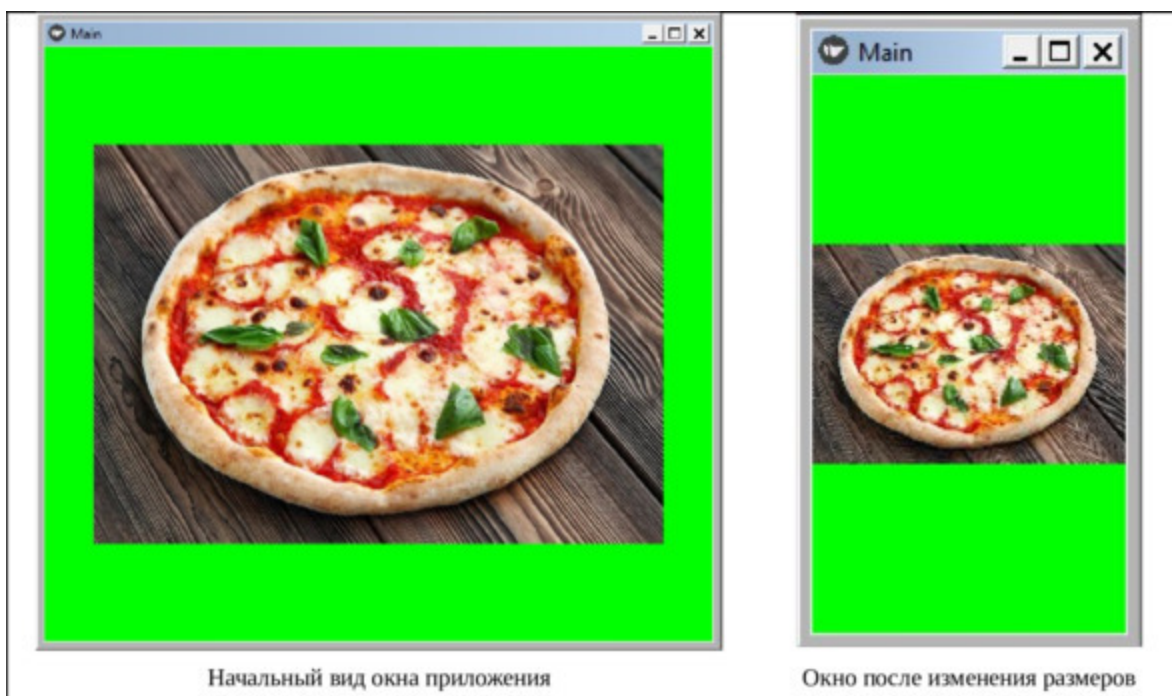 Main
Main
Начальный вид окна приложения
Окно после изменения размеров